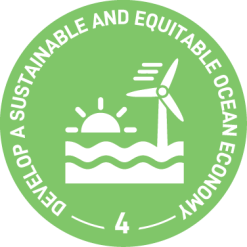 DEVELOP A SUSTAINABLE AND EQUITABLE OCEAN ECONOMY
4